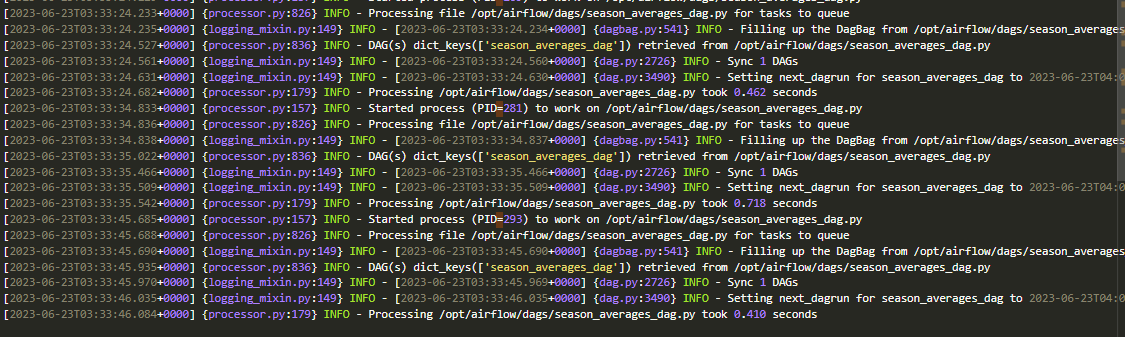 [2023-06-23T03:33:24.233+0000] {processor.py:826} INFO - Processing file /opt/airflow/dags/season_averages_dag.py for tasks to queue
[2023-06-23T03:33:24.235+0000] {logging_mixin.py:149} INFO - [2023-06-23T03:33:24.234+0000] {dagbag.py:541} INFO - Filling up the DagBag from /opt/airflow/dags/season_averages
[2023-06-23T03:33:24.527+0000] {processor.py:836} INFO - DAG(s) dict_keys(['season_averages_dag']) retrieved from /opt/airflow/dags/season_averages_dag.py
[2023-06-23T03:33:24.561+0000] {logging_mixin.py:149} INFO - [2023-06-23T03:33:24.560+0000] {dag.py:2726} INFO - Sync 1 DAGs
[2023-06-23T03:33:24.631+0000] {logging_mixin.py:149} INFO - [2023-06-23T03:33:24.630+0000] {dag.py:3490} INFO - Setting next_dagrun for season_averages_dag to 2023-06-23T04:0
[2023-06-23T03:33:24.682+0000] {processor.py:179} INFO - Processing /opt/airflow/dags/season_averages_dag.py took 0.462 seconds
[2023-06-23T03:33:34.833+0000] {processor.py:157} INFO - Started process (PID=281) to work on /opt/airflow/dags/season_averages_dag.py
[2023-06-23T03:33:34.836+0000] {processor.py:826} INFO - Processing file /opt/airflow/dags/season_averages_dag.py for tasks to queue
[2023-06-23T03:33:34.838+0000] {logging_mixin.py:149} INFO - [2023-06-23T03:33:34.837+0000] {dagbag.py:541} INFO - Filling up the DagBag from /opt/airflow/dags/season_averages
[2023-06-23T03:33:35.022+0000] {processor.py:836} INFO - DAG(s) dict_keys(['season_averages_dag']) retrieved from /opt/airflow/dags/season_averages_dag.py
[2023-06-23T03:33:35.466+0000] {logging_mixin.py:149} INFO - [2023-06-23T03:33:35.466+0000] {dag.py:2726} INFO - Sync 1 DAGs
[2023-06-23T03:33:35.509+0000] {logging_mixin.py:149} INFO - [2023-06-23T03:33:35.509+0000] {dag.py:3490} INFO - Setting next_dagrun for season_averages_dag to 2023-06-23T04:0
[2023-06-23T03:33:35.542+0000] {processor.py:179} INFO - Processing /opt/airflow/dags/season_averages_dag.py took 0.718 seconds
[2023-06-23T03:33:45.685+0000] {processor.py:157} INFO - Started process (PID=293) to work on /opt/airflow/dags/season_averages_dag.py
[2023-06-23T03:33:45.688+0000] {processor.py:826} INFO - Processing file /opt/airflow/dags/season_averages_dag.py for tasks to queue
[2023-06-23T03:33:45.690+0000] {logging_mixin.py:149} INFO - [2023-06-23T03:33:45.690+0000] {dagbag.py:541} INFO - Filling up the DagBag from /opt/airflow/dags/season_averages
[2023-06-23T03:33:45.935+0000] {processor.py:836} INFO - DAG(s) dict_keys(['season_averages_dag']) retrieved from /opt/airflow/dags/season_averages_dag.py
[2023-06-23T03:33:45.970+0000] {logging_mixin.py:149} INFO - [2023-06-23T03:33:45.969+0000] {dag.py:2726} INFO - Sync 1 DAGs
[2023-06-23T03:33:46.035+0000] {logging_mixin.py:149} INFO - [2023-06-23T03:33:46.035+0000] {dag.py:3490} INFO - Setting next_dagrun for season_averages_dag to 2023-06-23T04:0
[2023-06-23T03:33:46.084+0000] {processor.py:179} INFO - Processing /opt/airflow/dags/season_averages_dag.py took 0.410 seconds